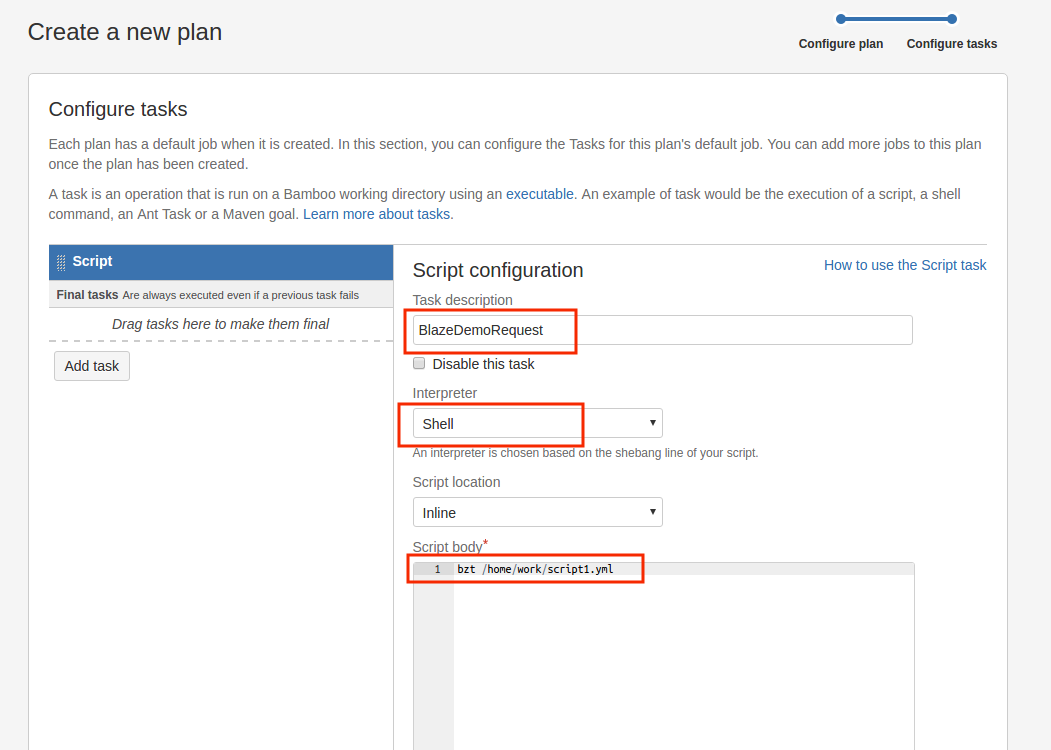 Create a new plan
Configure plan
Configure tasks
Configure tasks
Each plan has a default job when it is created. In this section, you can configure the Tasks for this plan's default job. You can add more jobs to this plan
once the plan has been created.
A task is an operation that is run on a Bamboo working directory using an executable. An example of task would be the execution of a script, a shell
command, an Ant Task or a Maven goal. Learn more about tasks.
Script
Final tasks Are always executed even if a previous task fails
Drag tasks here to make them final
Add task
Script configuration
How to use the Script task
Task description
BlazeDemoRequest
Disable this task
Interpreter
Shell
An interpreter is chosen based on the shebang line of your script.
Script location
Inline
Script body*
1 bzt /home/work/script1.yml